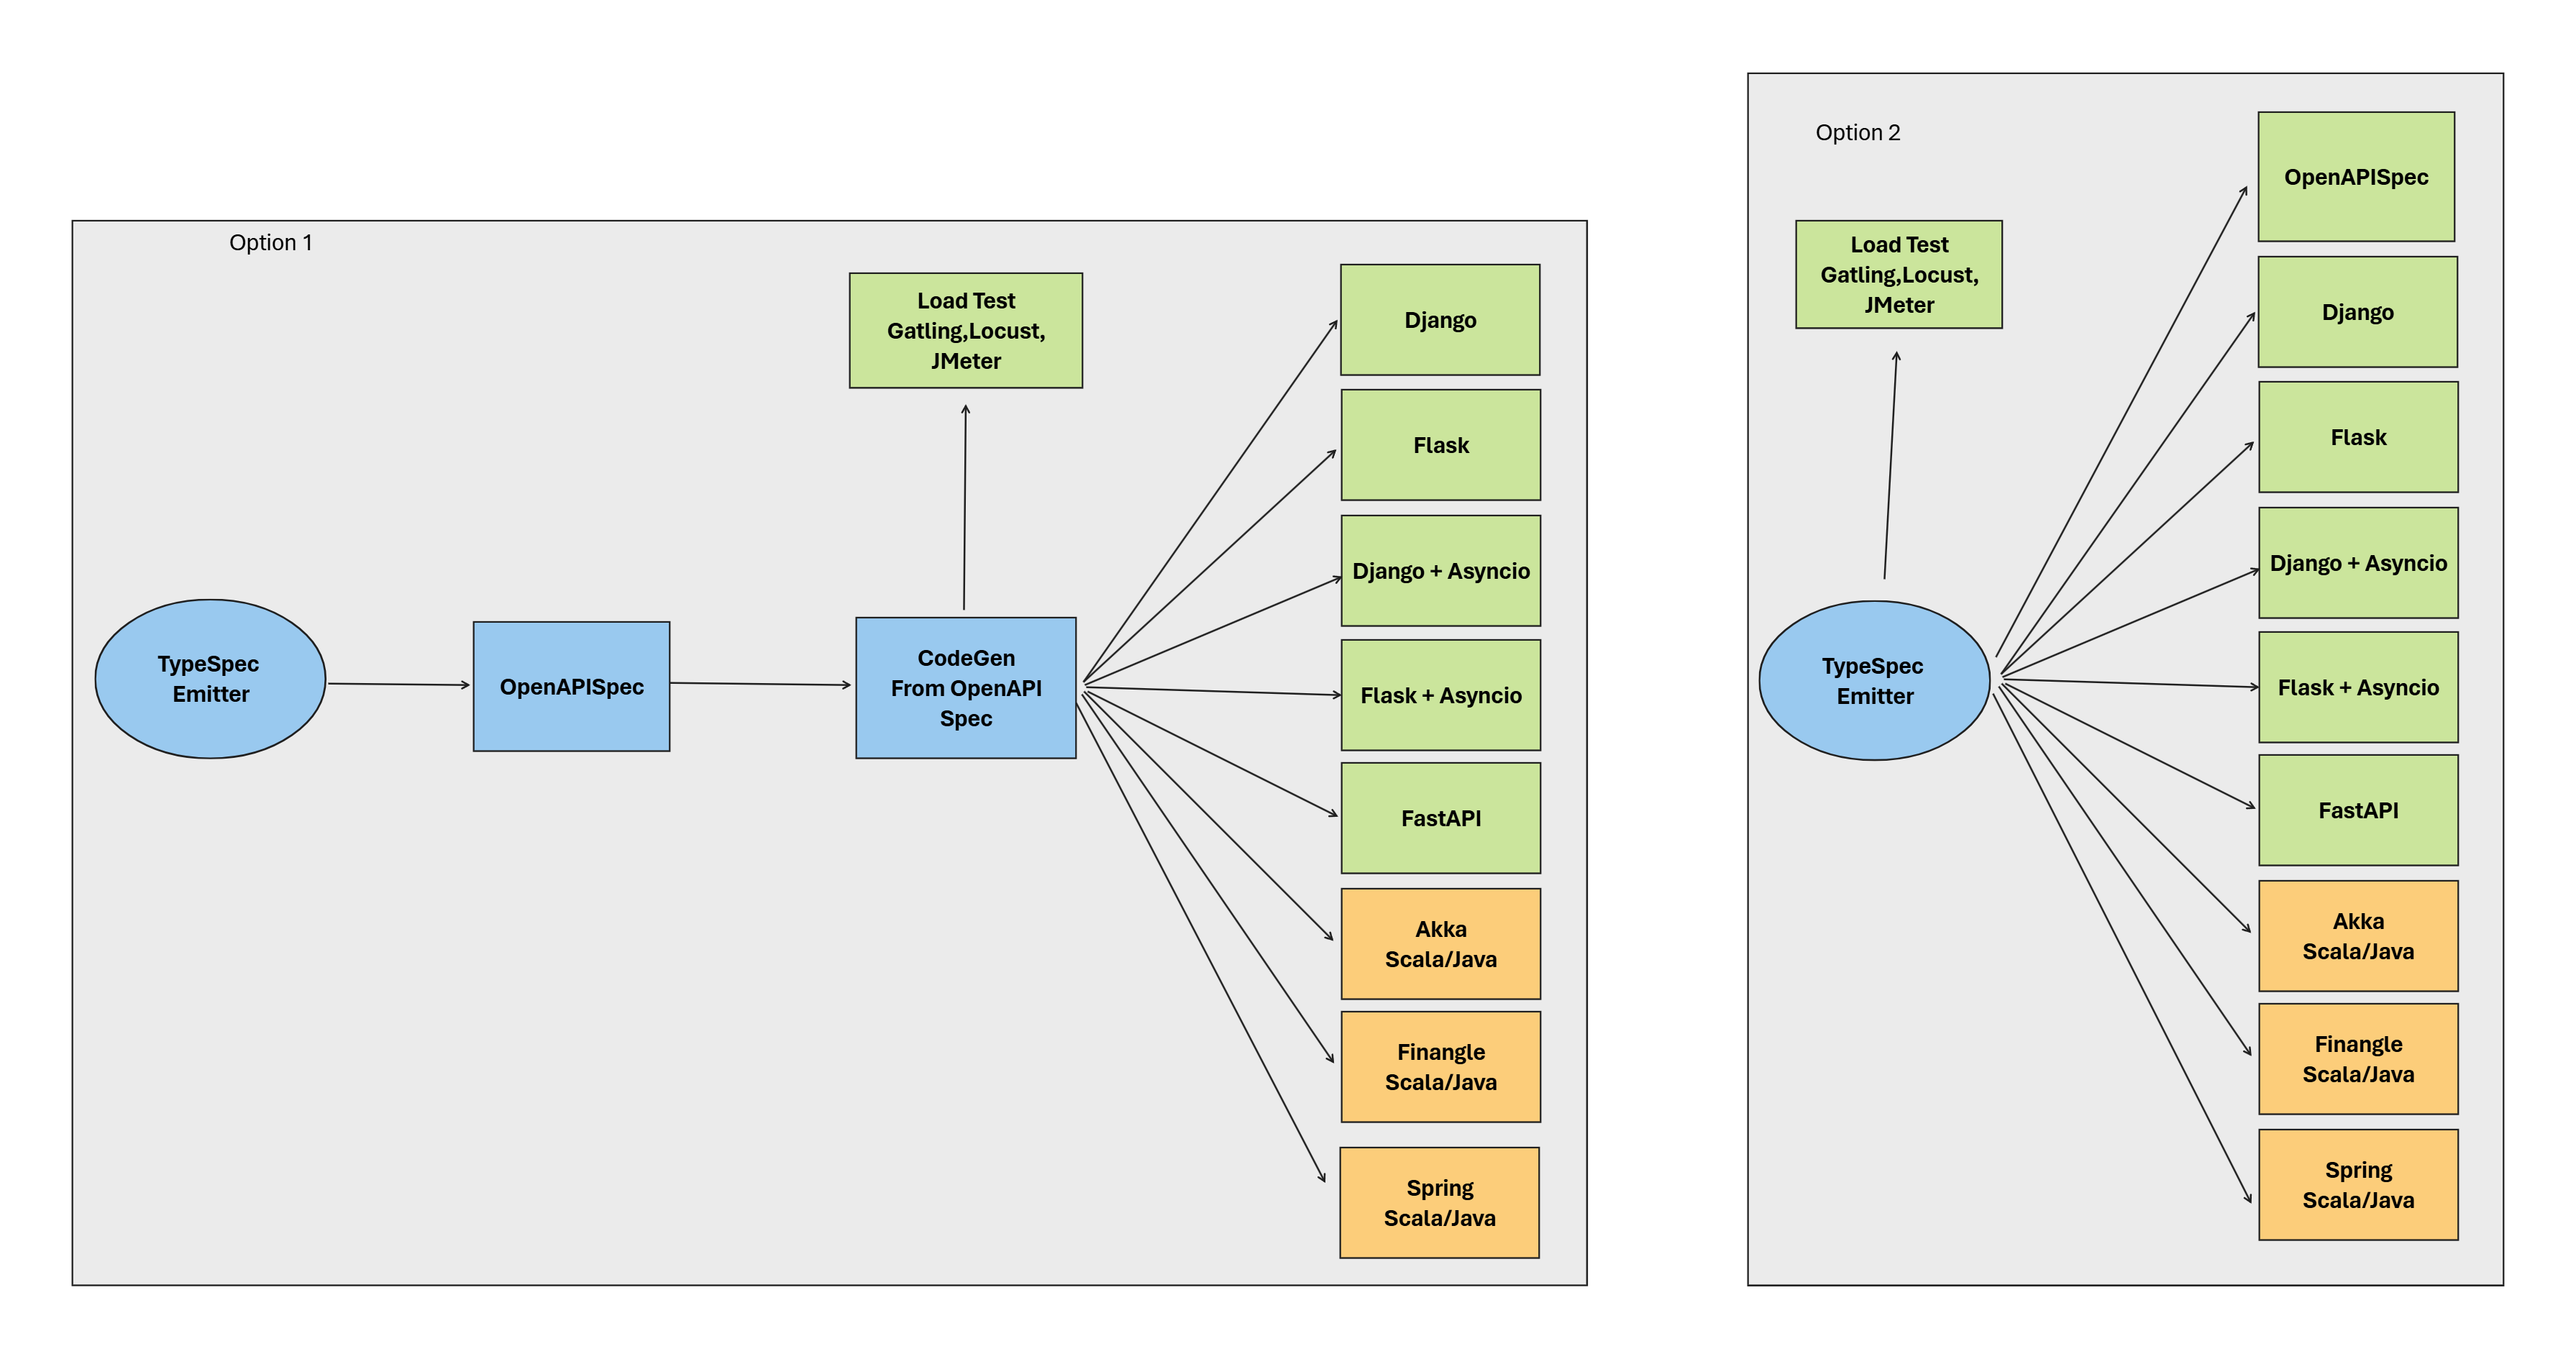 Option 1
Load Test
Gatling,Locust,
JMeter
TypeSpec
Emitter
OpenAPISpec
CodeGen
From OpenAPI
Spec
Django
Flask
Django + Asyncio
Flask + Asyncio
FastAPI
Akka
Scala/Java
Finangle
Scala/Java
Spring
Scala/Java
Option 2
Load Test
Gatling,Locust,
JMeter
TypeSpec
Emitter
OpenAPISpec
Django
Flask
Django + Asyncio
Flask + Asyncio
FastAPI
Akka
Scala/Java
Finangle
Scala/Java
Spring
Scala/Java